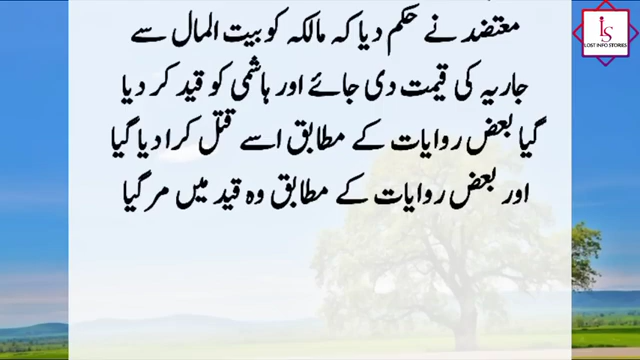 معتضد نے حکم دیا کہ مالکہ کو بیت المال سے
جاریہ کی قیمت دی جائے اور ہاشمی کو قید کر دیا
گیا بعض روایات کے مطابق اسے قتل کرا دیا گیا
اور بعض روایات کے مطابق وہ قید میں مر گیا
LS
LOST INFO STORIES